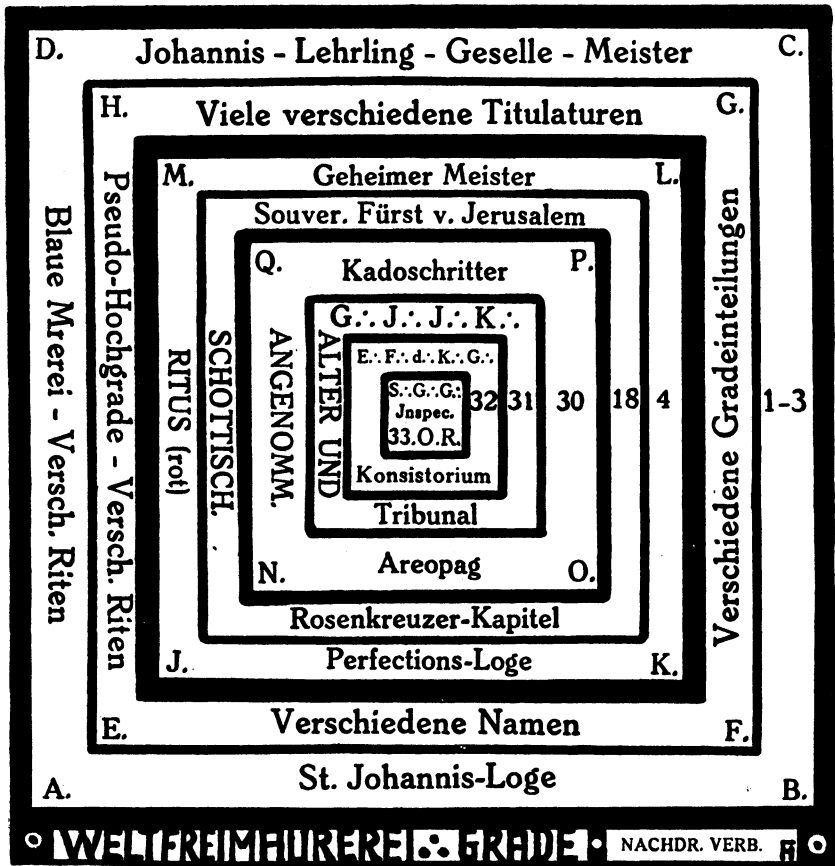 D.
Johannis - Lehrling - Geselle - Meister
C.
H.
Viele verschiedene Titulaturen
G.
M.
Geheimer Meister
L.
Souver. Fürst v. Jerusalem
Q.
Kadoschritter
P.
G∴ J∴ J∴ K∴
E∴ F∴ d∴ K∴ G∴
S∴G∴G∴
Jnspec.
33.O.R.
32
31
30
18
4
1-3
Blaue Mrerei - Versch. Riten
Pseudo-Hochgrade - Versch. Riten
RITUS (rot)
SCHOTTISCH.
ANGENOMM.
ALTER UND
Verschiedene Gradeinteilungen
Konsistorium
Tribunal
Areopag
N.
O.
Rosenkreuzer-Kapitel
J.
Perfections-Loge
K.
E.
Verschiedene Namen
F.
A.
St. Johannis-Loge
B.
WELTFREIMAUREREI ∴ GRADE • NACHDR. VERB.